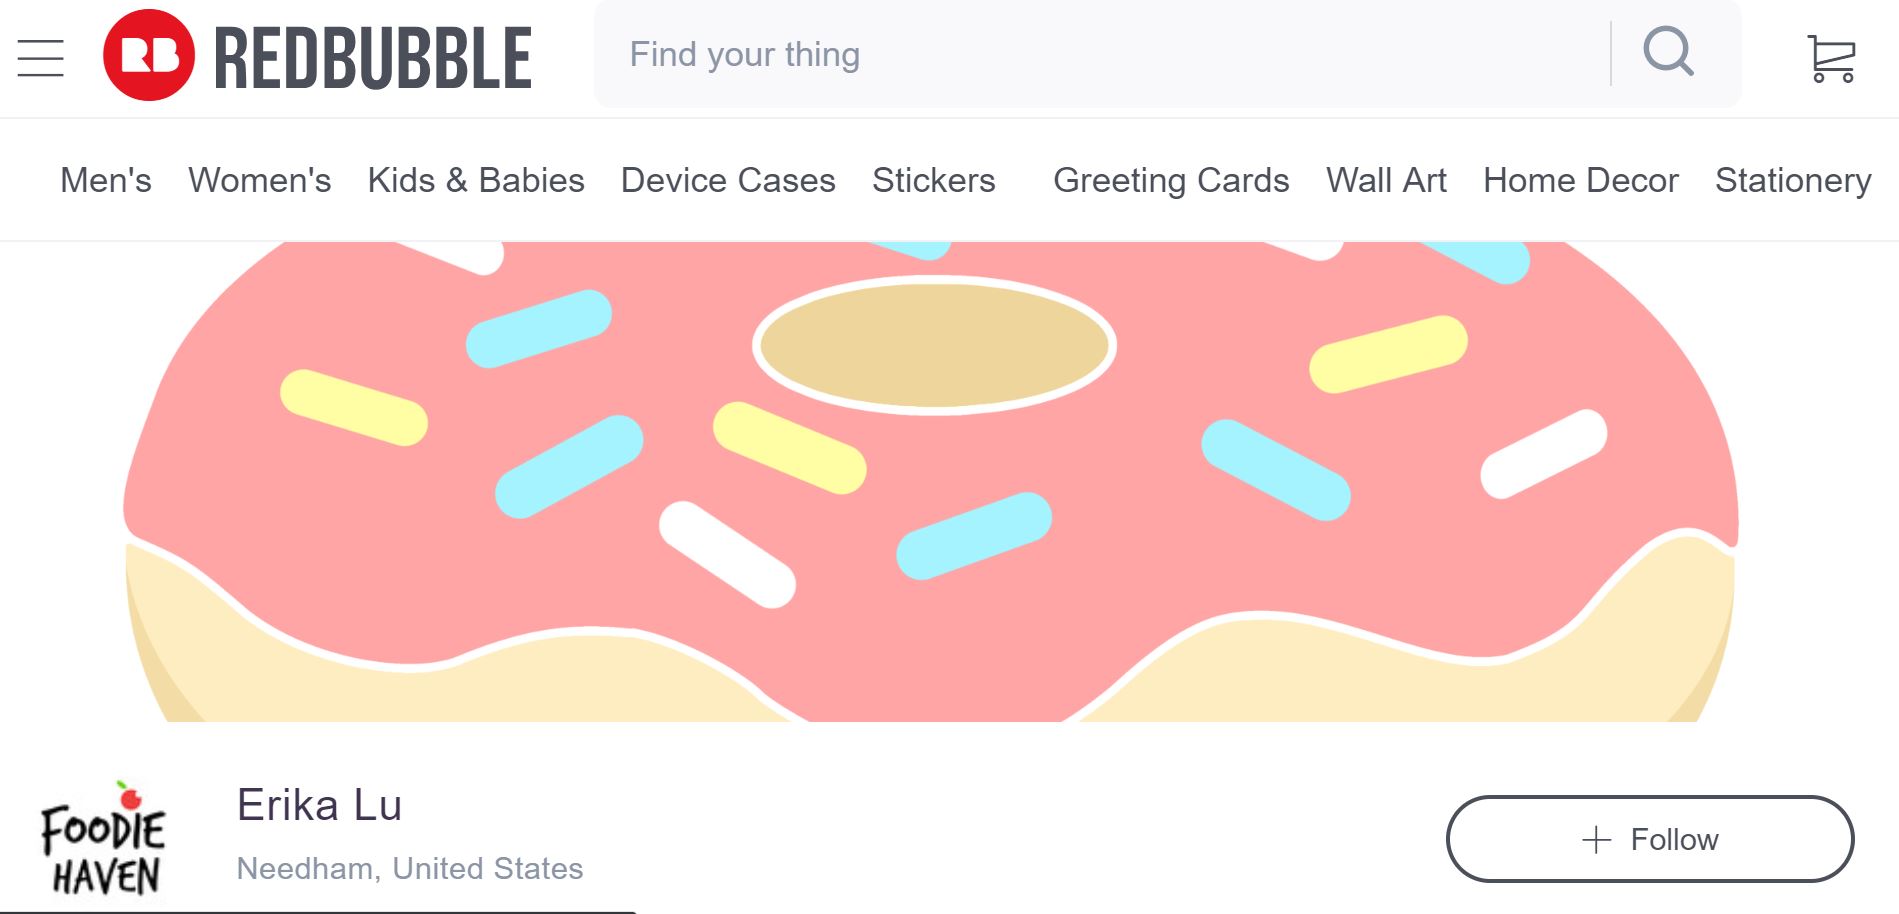 RB REDBUBBLE
Find your thing
Men's Women's Kids & Babies Device Cases Stickers Greeting Cards Wall Art Home Decor Stationery
FOODIE
HAVEN
Erika Lu
Needham, United States
Follow